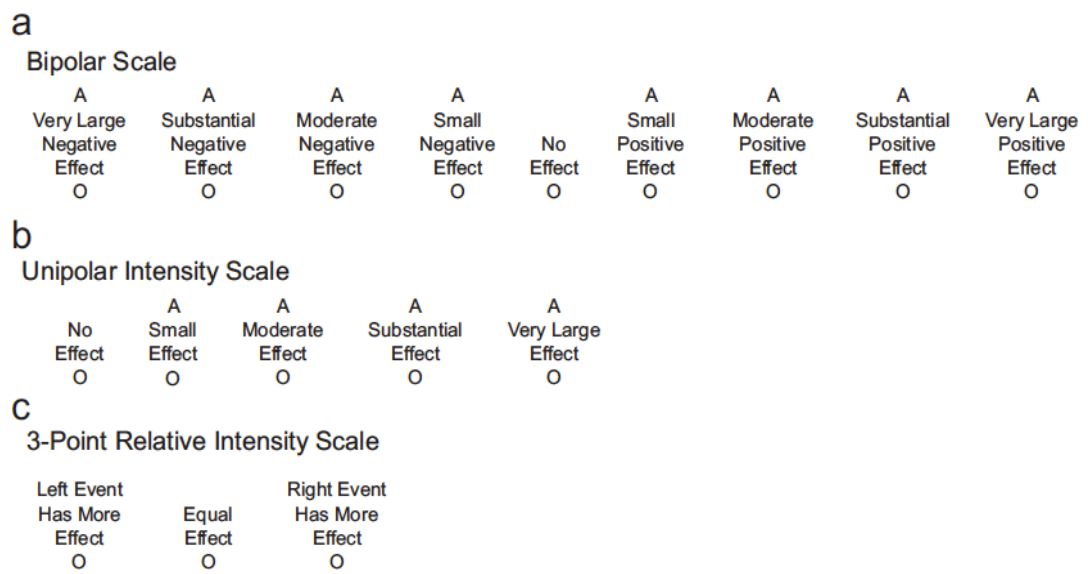 a
Bipolar Scale
A A A A A A A A
Very Large Substantial Moderate Small Small Moderate Substantial Very Large
Negative Negative Negative Negative No Positive Positive Positive Positive
Effect Effect Effect Effect Effect Effect Effect Effect Effect
O O O O O O O O O
b
Unipolar Intensity Scale
A A A A
No Small Moderate Substantial Very Large
Effect Effect Effect Effect Effect
O O O O O
c
3-Point Relative Intensity Scale
Left Event Right Event
Has More Equal Has More
Effect Effect Effect
O O O